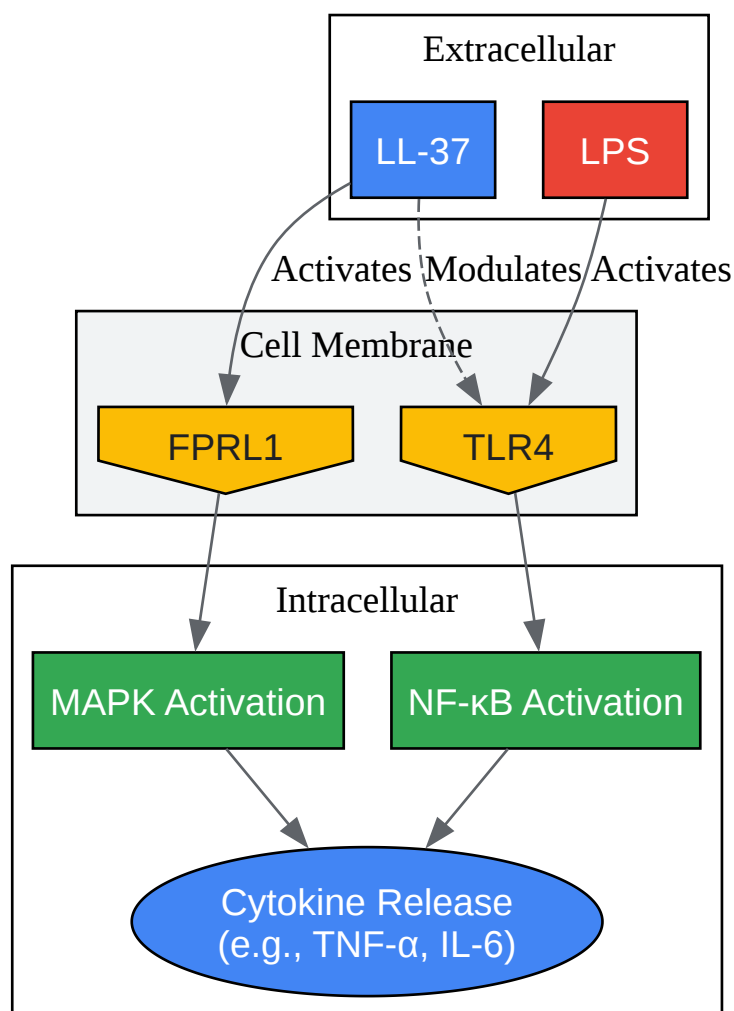 Extracellular
LL-37
LPS
Activates
Modulates
Activates
Cell Membrane
FPRL1
TLR4
Intracellular
MAPK Activation
NF-κB Activation
Cytokine Release
(e.g., TNF-α, IL-6)